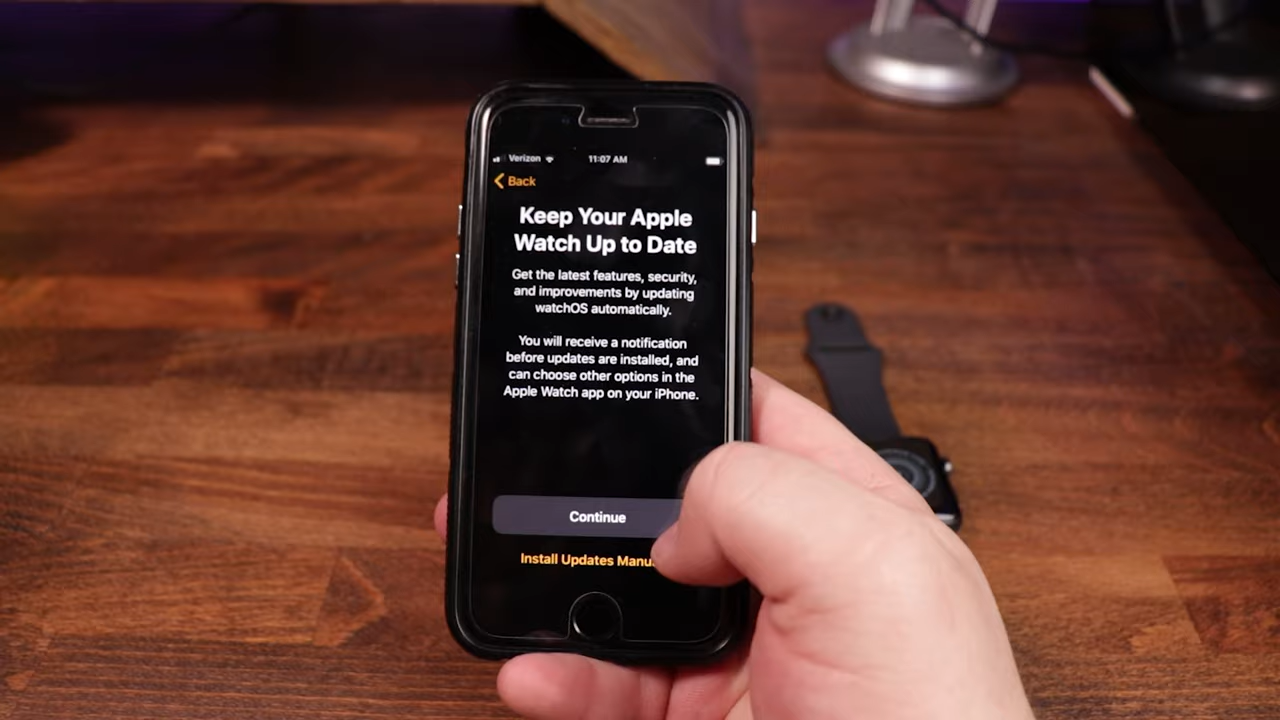 Verizon 11:07 AM
Back
Keep Your Apple
Watch Up to Date
Get the latest features, security,
and improvements by updating
watchOS automatically.
You will receive a notification
before updates are installed, and
can choose other options in the
Apple Watch app on your iPhone.
Continue
Install Updates